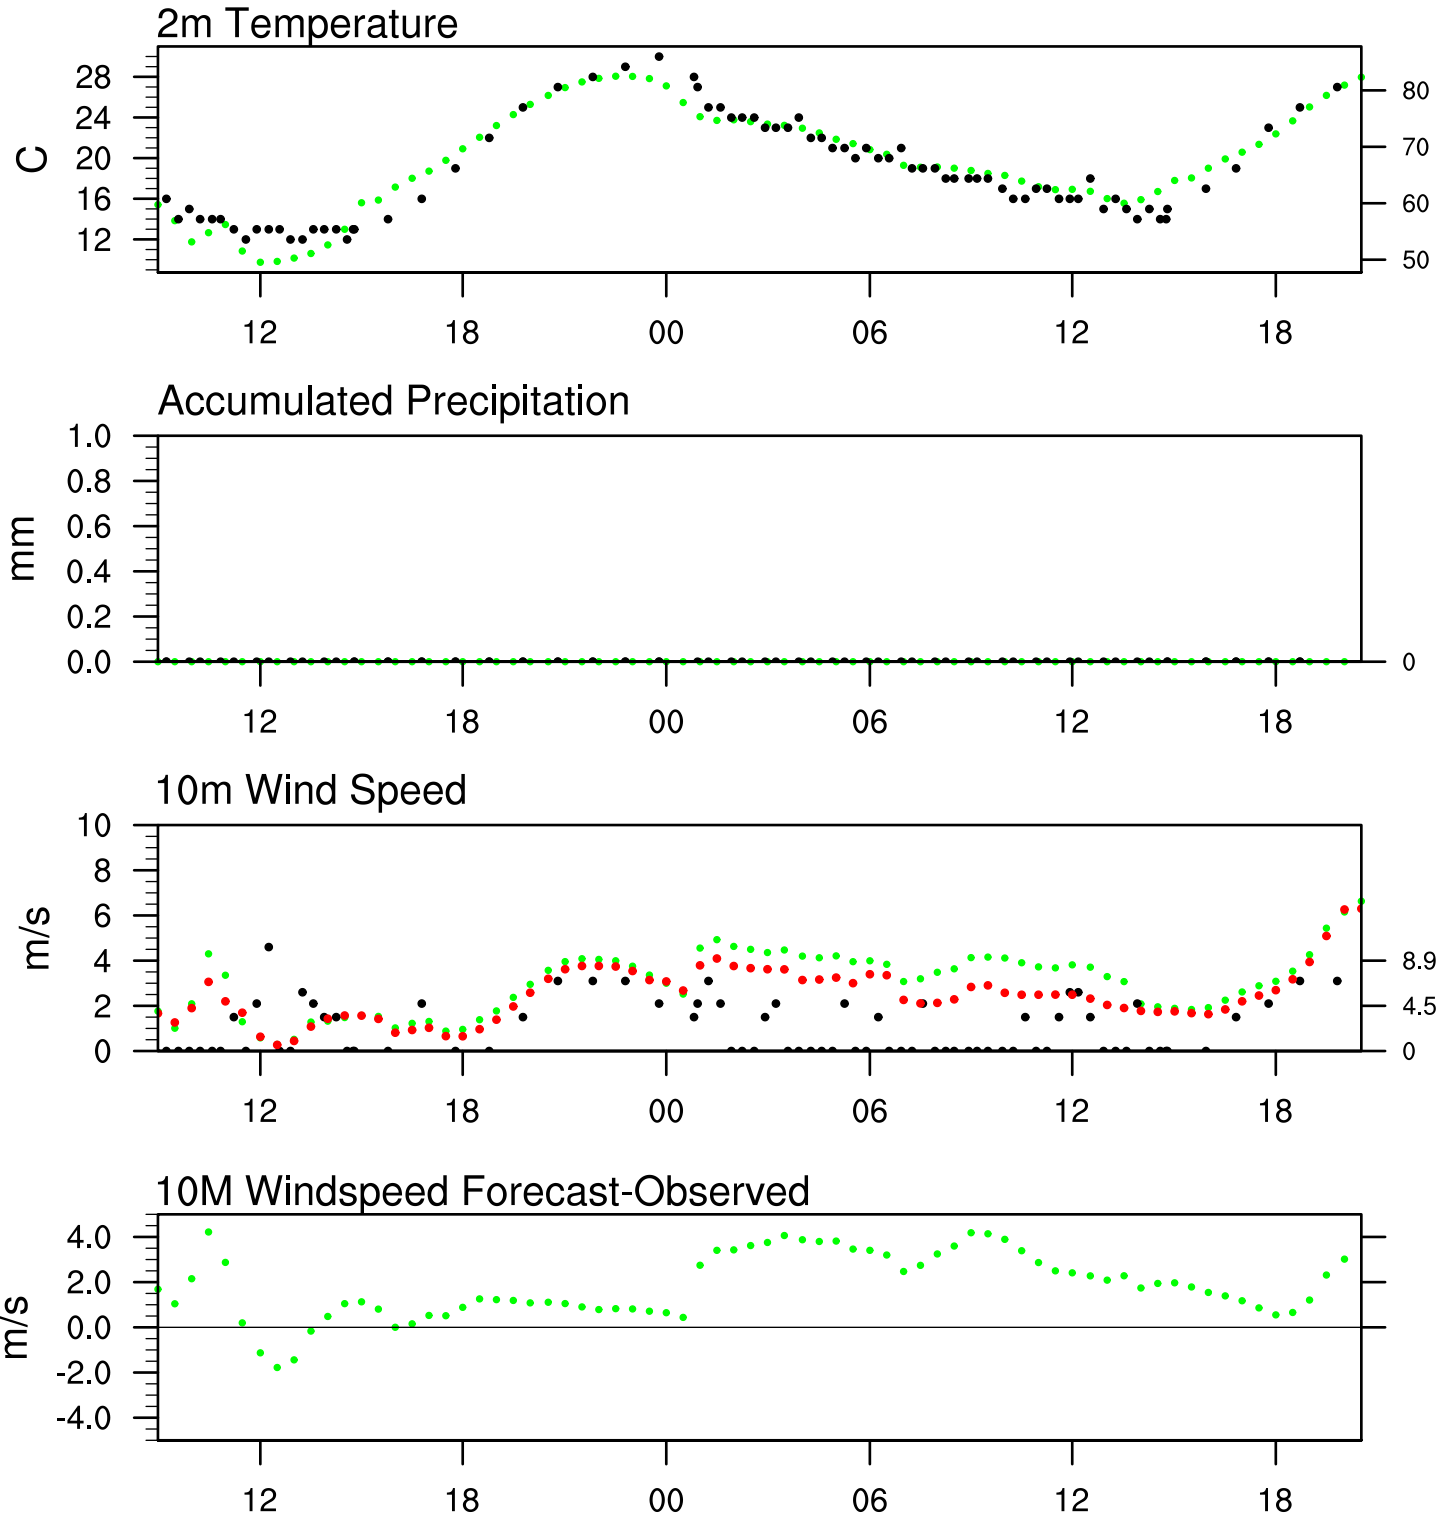 2m Temperature
28
24
20
16
12
C
80
70
60
50
12 18 00 06 12 18
Accumulated Precipitation
1.0
0.8
0.6
0.4
0.2
0.0
mm
0
12 18 00 06 12 18
10m Wind Speed
10
8
6
4
2
0
m/s
8.9
4.5
0
12 18 00 06 12 18
10M Windspeed Forecast-Observed
4.0
2.0
0.0
-2.0
-4.0
m/s
12 18 00 06 12 18